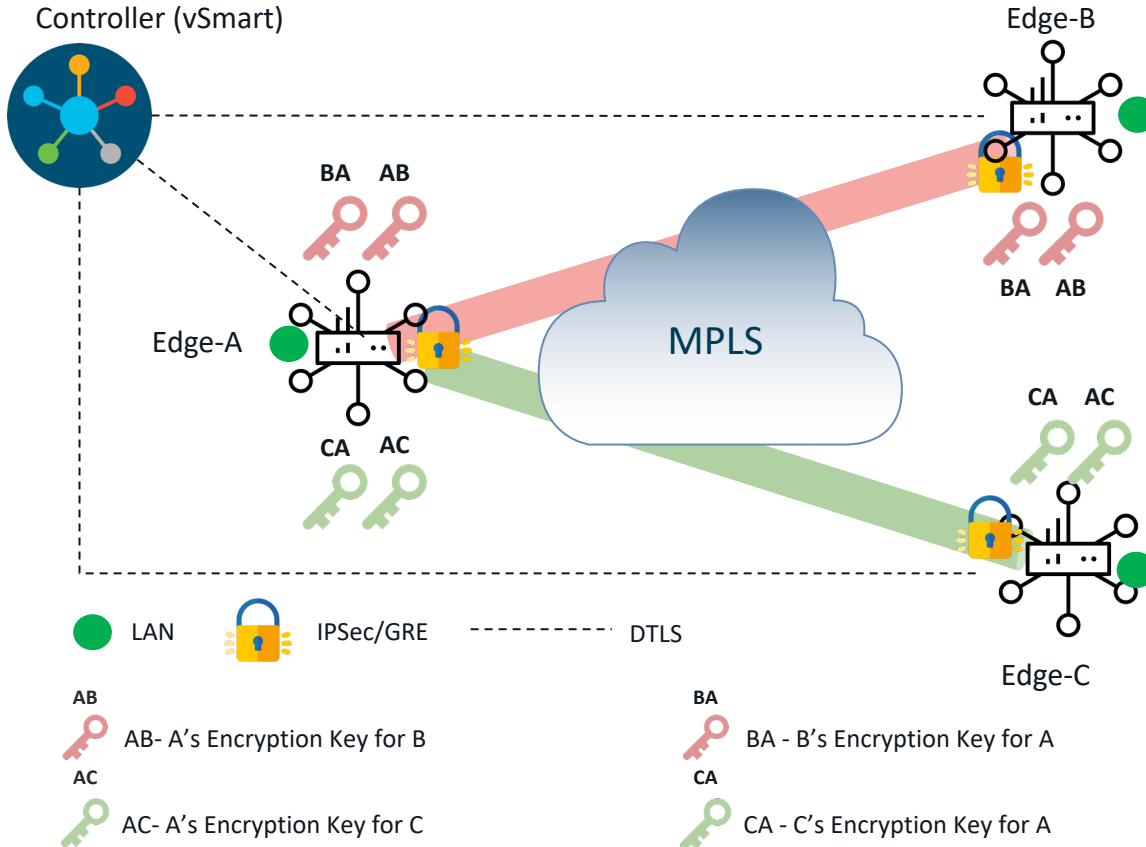 Controller (vSmart)
Edge-B
BA AB
BA AB
MPLS
Edge-A
CA AC
CA AC
LAN
IPSec/GRE
DTLS
Edge-C
AB
AB- A's Encryption Key for B
BA
BA - B's Encryption Key for A
AC
AC- A's Encryption Key for C
CA
CA - C's Encryption Key for A